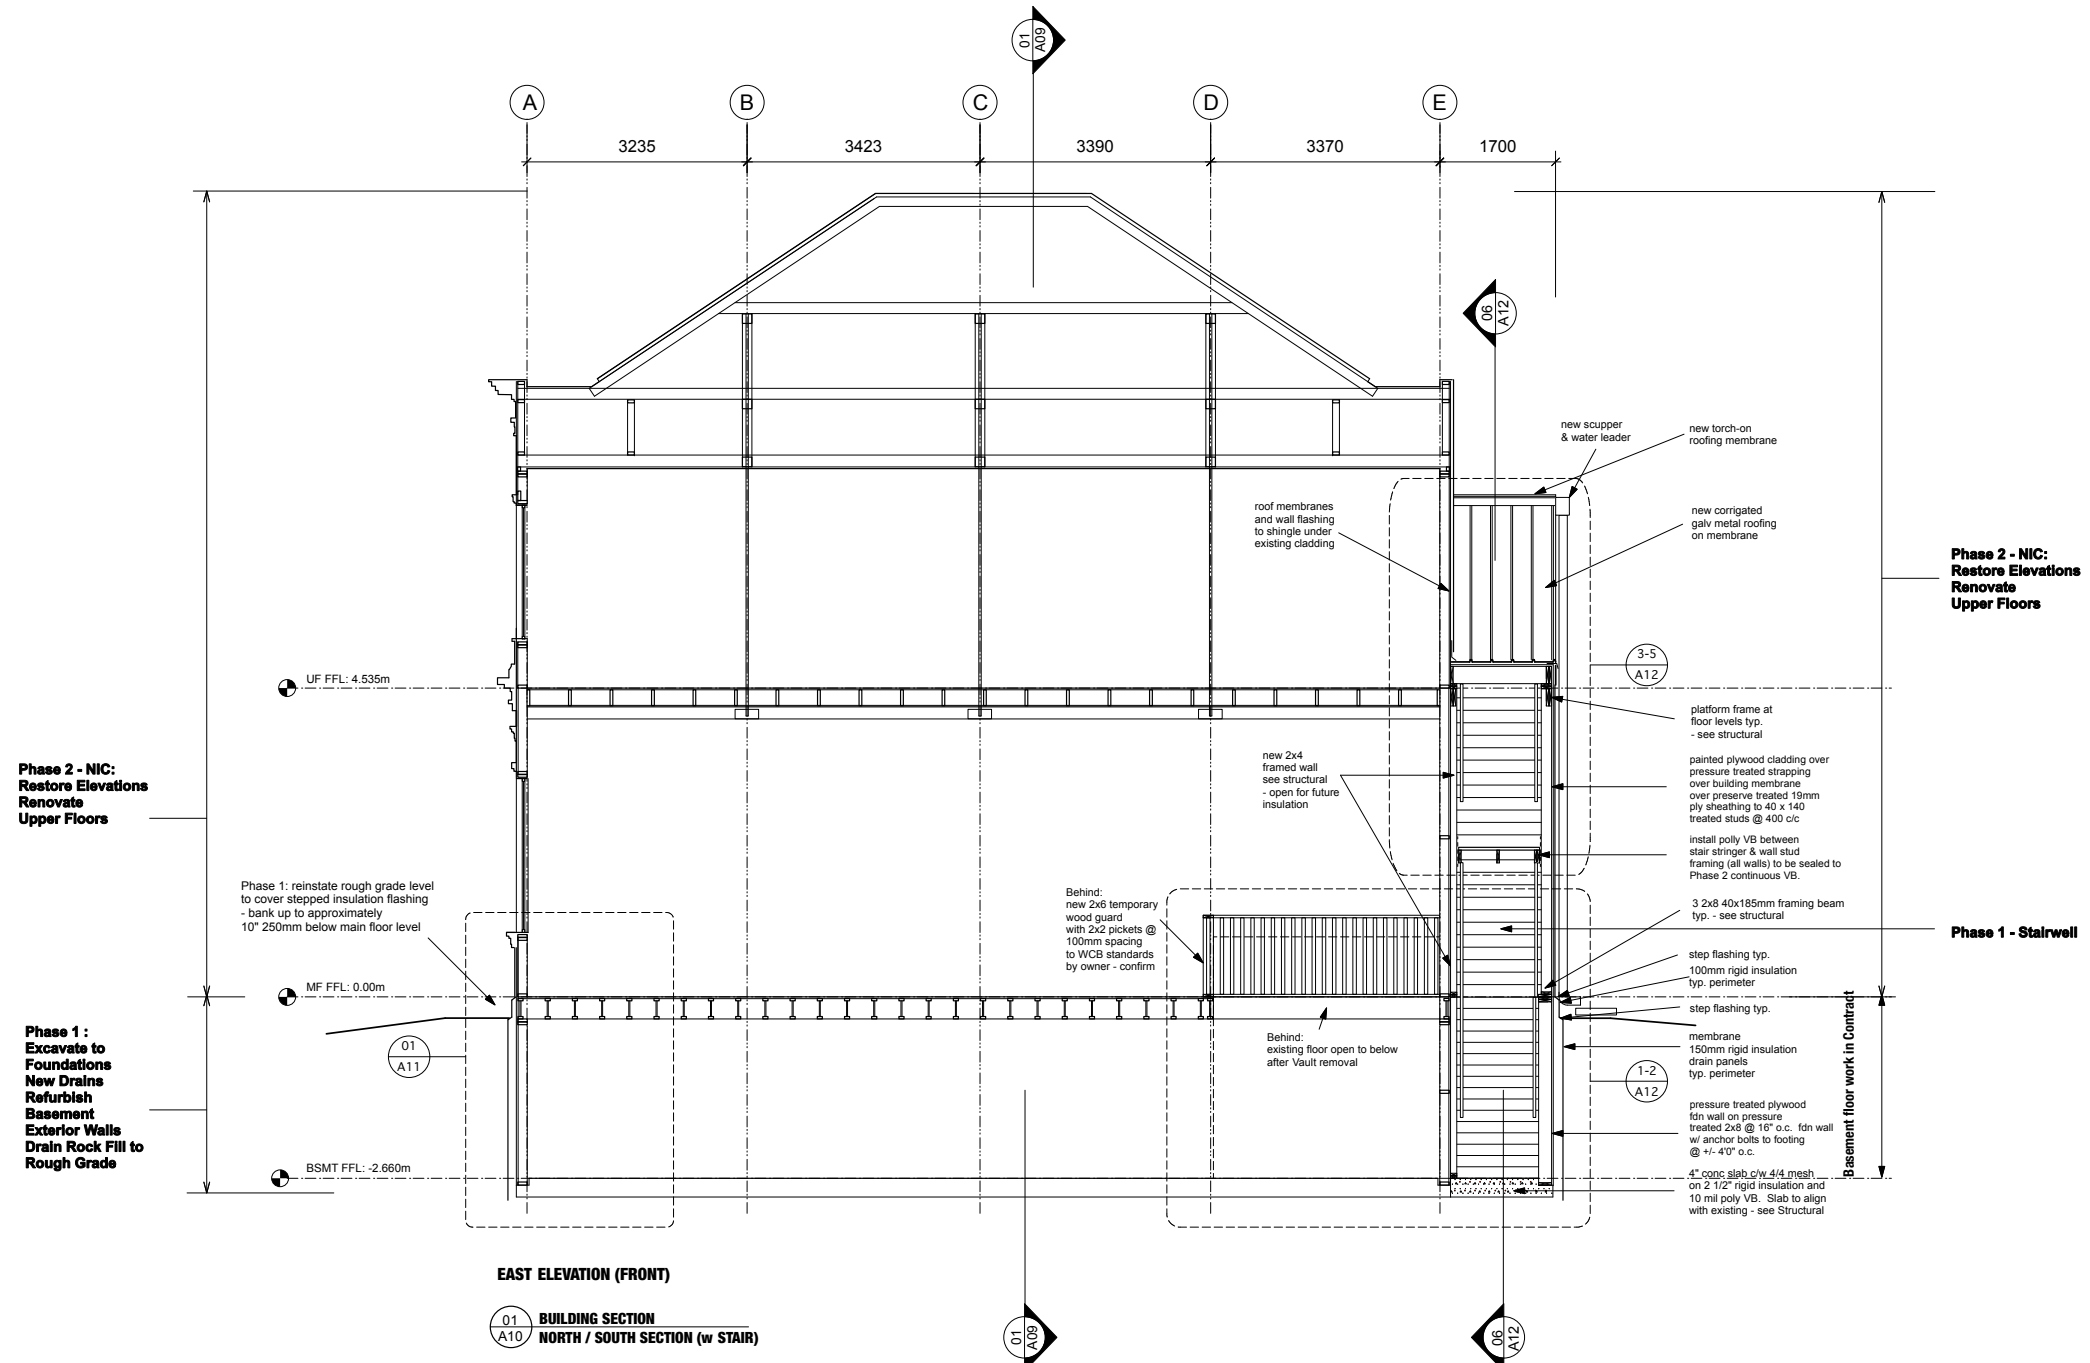 01
A09
A
B
C
D
E
3235
3423
3390
3370
1700
06
A12
new scupper
& water leader
new torch-on
roofing membrane
roof membranes
and wall flashing
to shingle under
existing cladding
new corrigated
galv metal roofing
on membrane
Phase 2 - NIC:
Restore Elevations
Renovate
Upper Floors
3-5
A12
UF FFL: 4.535m
platform frame at
floor levels typ.
- see structural
new 2x4
framed wall
see structural
- open for future
insulation
painted plywood cladding over
pressure treated strapping
over building membrane
over preserve treated 19mm
ply sheathing to 40 x 140
treated studs @ 400 c/c
Phase 2 - NIC:
Restore Elevations
Renovate
Upper Floors
install polly VB between
stair stringer & wall stud
framing (all walls) to be sealed to
Phase 2 continuous VB.
Phase 1: reinstate rough grade level
to cover stepped insulation flashing
- bank up to approximately
10" 250mm below main floor level
Behind:
new 2x6 temporary
wood guard
with 2x2 pickets @
100mm spacing
to WCB standards
by owner - confirm
3 2x8 40x185mm framing beam
typ. - see structural
Phase 1 - Stairwell
step flashing typ.
100mm rigid insulation
typ. perimeter
MF FFL: 0.00m
step flashing typ.
Phase 1 :
Excavate to
Foundations
New Drains
Refurbish
Basement
Exterior Walls
Drain Rock Fill to
Rough Grade
01
A11
Behind:
existing floor open to below
after Vault removal
membrane
150mm rigid insulation
drain panels
typ. perimeter
1-2
A12
Basement floor work in Contract
pressure treated plywood
fdn wall on pressure
treated 2x8 @ 16" o.c. fdn wall
w/ anchor bolts to footing
@ +/- 4'0" o.c.
BSMT FFL: -2.660m
4" conc slab c/w 4/4 mesh
on 2 1/2" rigid insulation and
10 mil poly VB. Slab to align
with existing - see Structural
EAST ELEVATION (FRONT)
01
A10
BUILDING SECTION
NORTH / SOUTH SECTION (w STAIR)
01
A09
06
A12